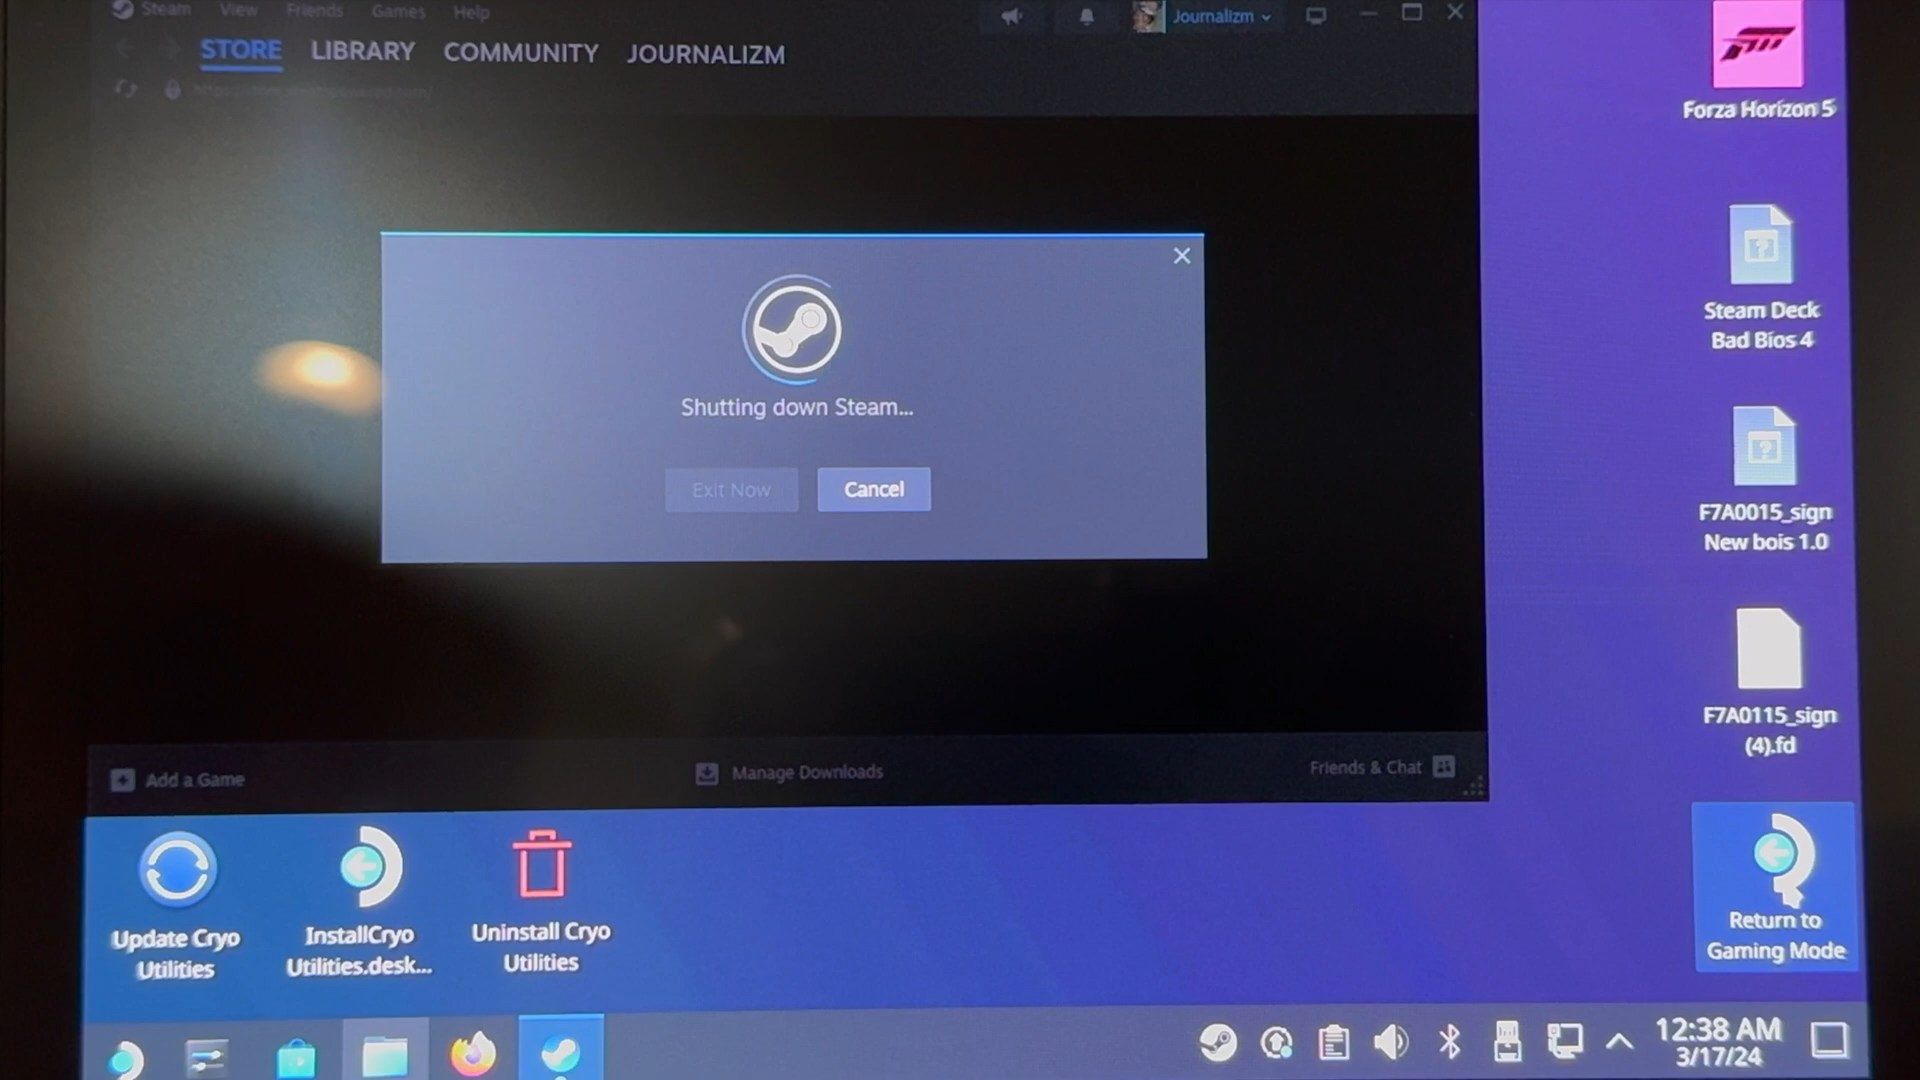 Steam View Friends Games Help
Journalizm
STORE LIBRARY COMMUNITY JOURNALIZM
Forza Horizon 5
Steam Deck
Bad Bios 4
Shutting down Steam...
Exit Now Cancel
F7A0015_sign
New bois 1.0
F7A0115_sign
(4).fd
Add a Game
Manage Downloads
Friends & Chat
Update Cryo
Utilities
InstallCryo
Utilities.desk...
Uninstall Cryo
Utilities
Return to
Gaming Mode
12:38 AM
3/17/24